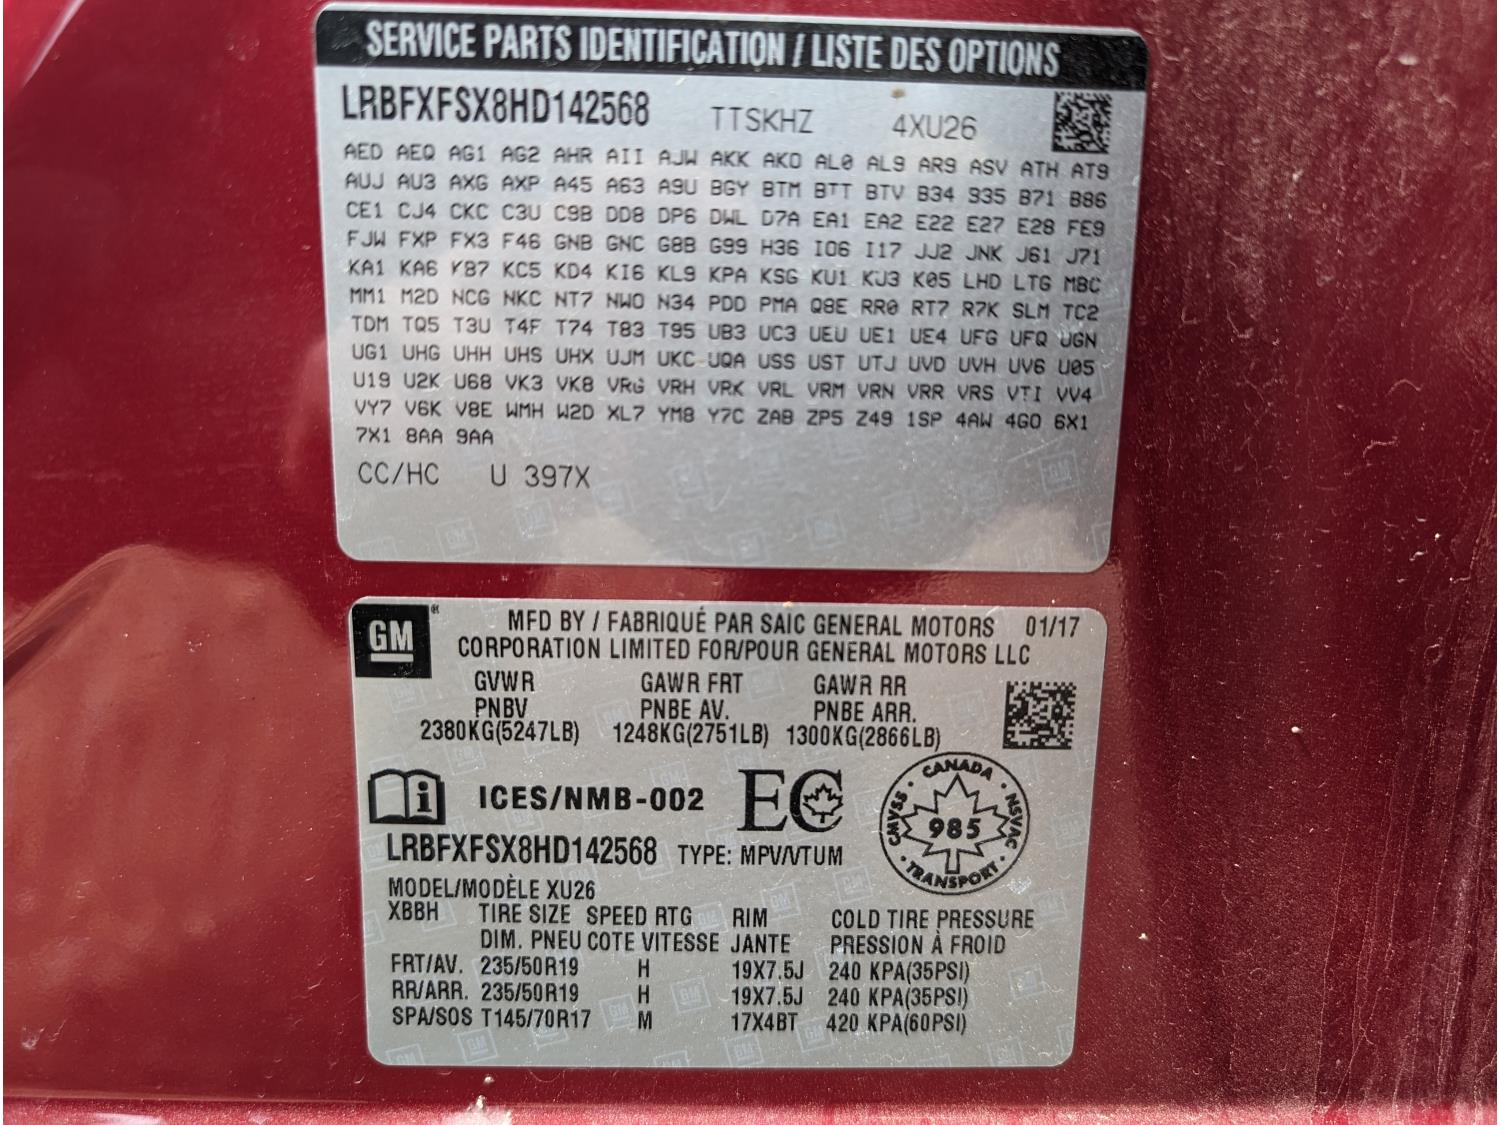 SERVICE PARTS IDENTIFICATION / LISTE DES OPTIONS
LRBFXFSX8HD142568 TTSKHZ 4XU26
AED AEQ AG1 AG2 AHR AII AJW AKK AKO AL0 AL9 AR9 ASV ATH AT9
AUJ AU3 AXG AXP A45 A63 A9U BGY BTM BTT BTV B34 935 B71 B86
CE1 CJ4 CKC C3U C9B DD8 DP6 DWL D7A EA1 EA2 E22 E27 E28 FE9
FJW FXP FX3 F46 GNB GNC G8B G99 H36 I06 I17 JJ2 JNK J61 J71
KA1 KA6 KB7 KC5 KD4 KI6 KL9 KPA KSG KU1 KJ3 K05 LHD LTG MBC
MM1 M2D NCG NKC NT7 NWO N34 PDD PMA Q8E RR0 RT7 R7K SLM TC2
TDM TQ5 T3U T4F T74 T83 T95 UB3 UC3 UEU UE1 UE4 UFG UFQ UGN
UG1 UHG UHH UHS UHX UJM UKC UQA USS UST UTJ UVD UVH UV6 U05
U19 U2K U68 VK3 VK8 VRG VRH VRK VRL VRM VRN VRR VRS VTI VV4
VY7 V6K V8E WMH W2D XL7 YM8 Y7C ZAB ZP5 Z49 1SP 4AW 4GO 6X1
7X1 8AA 9AA
CC/HC U 397X
GM ® MFD BY / FABRIQUÉ PAR SAIC GENERAL MOTORS 01/17
CORPORATION LIMITED FOR/POUR GENERAL MOTORS LLC
GVWR GAWR FRT GAWR RR
PNBV PNBE AV. PNBE ARR.
2380KG(5247LB) 1248KG(2751LB) 1300KG(2866LB)
i ICES/NMB-002 EC
CANADA CMVSS NSVAC 985 TRANSPORT
LRBFXFSX8HD142568 TYPE: MPV/VTUM
MODEL/MODÈLE XU26
XBBH TIRE SIZE SPEED RTG RIM COLD TIRE PRESSURE
DIM. PNEU COTE VITESSE JANTE PRESSION À FROID
FRT/AV. 235/50R19 H 19X7.5J 240 KPA(35PSI)
RR/ARR. 235/50R19 H 19X7.5J 240 KPA(35PSI)
SPA/SOS T145/70R17 M 17X4BT 420 KPA(60PSI)